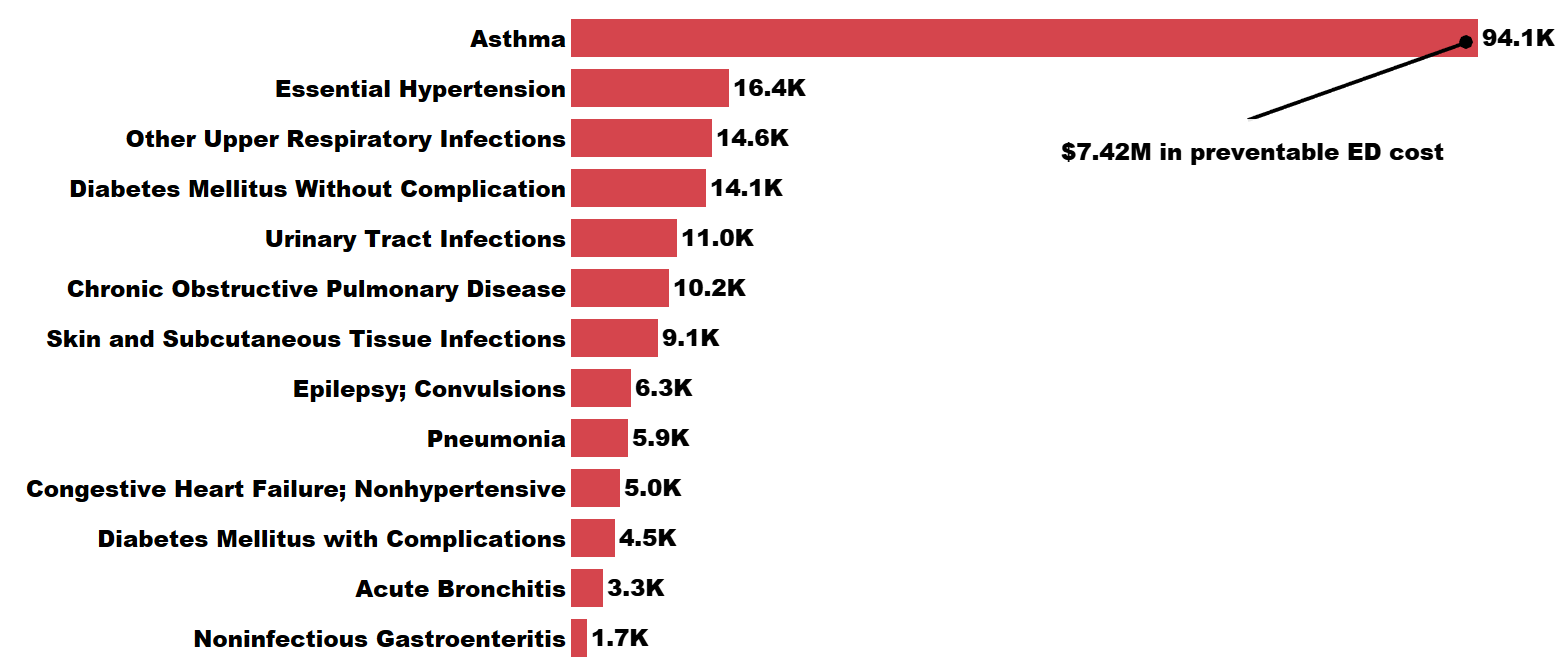 Asthma 94.1K
Essential Hypertension 16.4K
Other Upper Respiratory Infections 14.6K
$7.42M in preventable ED cost
Diabetes Mellitus Without Complication 14.1K
Urinary Tract Infections 11.0K
Chronic Obstructive Pulmonary Disease 10.2K
Skin and Subcutaneous Tissue Infections 9.1K
Epilepsy; Convulsions 6.3K
Pneumonia 5.9K
Congestive Heart Failure; Nonhypertensive 5.0K
Diabetes Mellitus with Complications 4.5K
Acute Bronchitis 3.3K
Noninfectious Gastroenteritis 1.7K